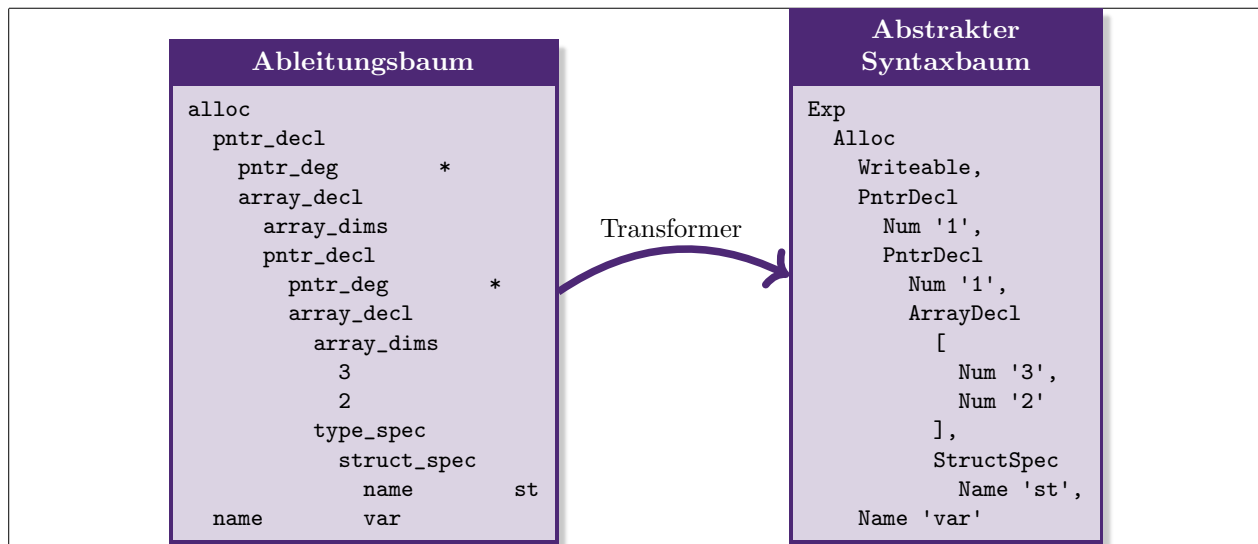 Ableitungsbaum
alloc
  pntr_decl
    pntr_deg        *
    array_decl
      array_dims
      pntr_decl
        pntr_deg        *
        array_decl
          array_dims
            3
            2
          type_spec
            struct_spec
              name        st
  name        var
Transformer
Abstrakter
Syntaxbaum
Exp
  Alloc
    Writeable,
    PntrDecl
      Num '1',
      PntrDecl
        Num '1',
        ArrayDecl
          [
            Num '3',
            Num '2'
          ],
          StructSpec
            Name 'st',
    Name 'var'